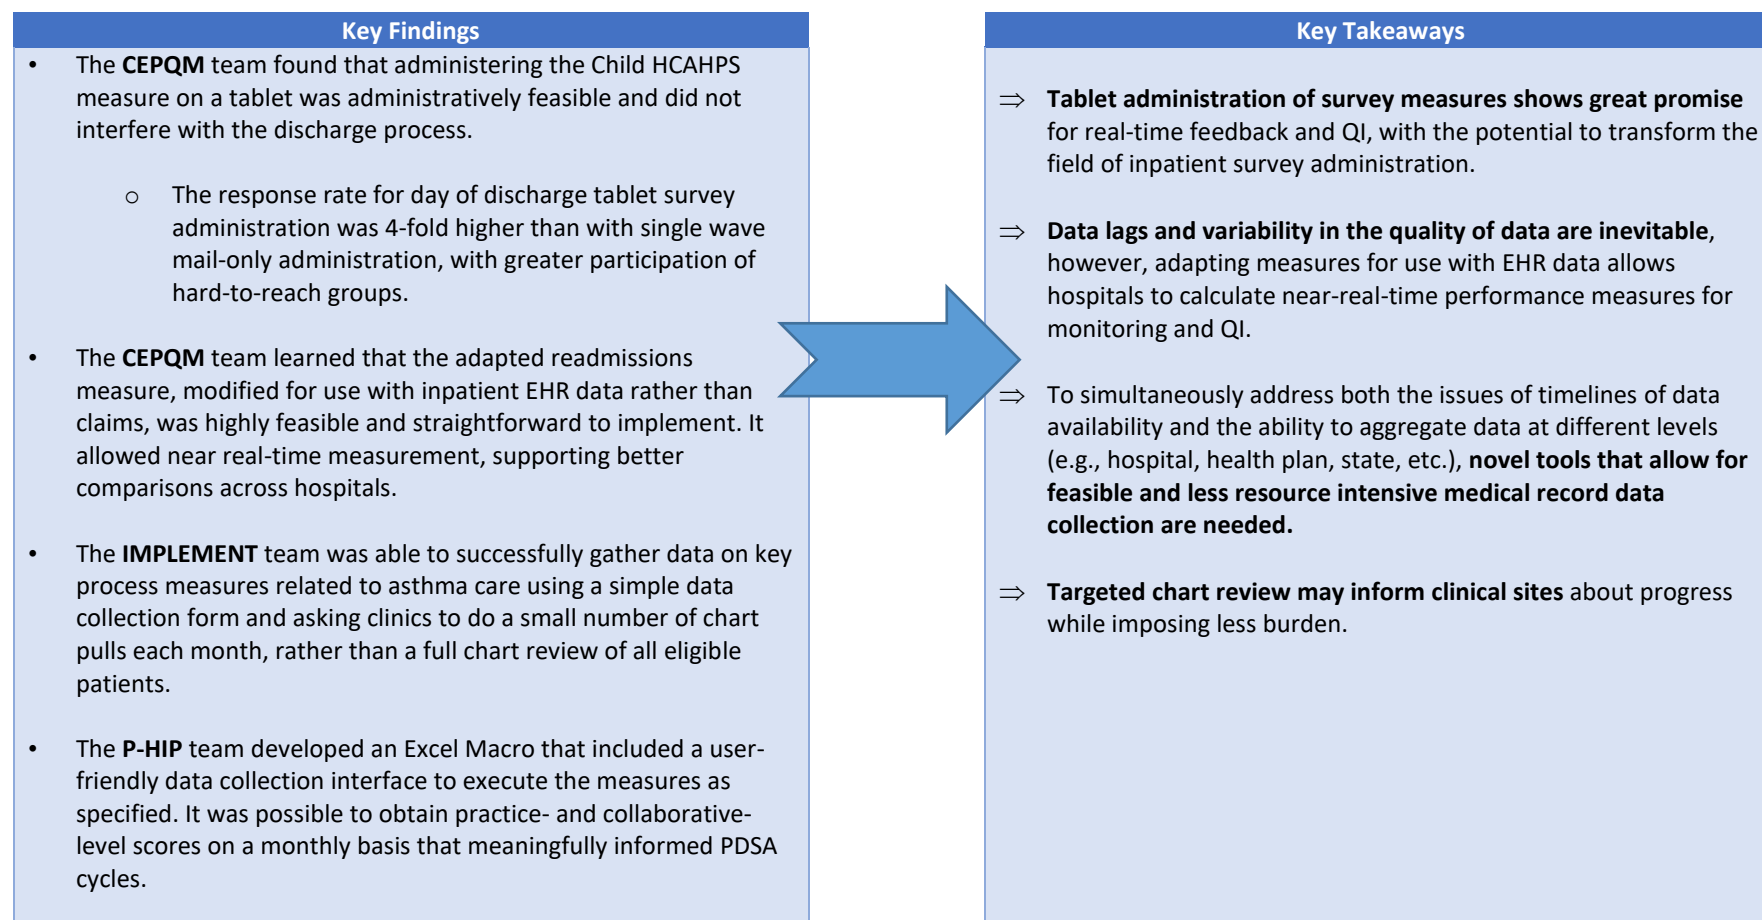 Key Findings
• The CEPQM team found that administering the Child HCAHPS
measure on a tablet was administratively feasible and did not
interfere with the discharge process.
o The response rate for day of discharge tablet survey
administration was 4-fold higher than with single wave
mail-only administration, with greater participation of
hard-to-reach groups.
• The CEPQM team learned that the adapted readmissions
measure, modified for use with inpatient EHR data rather than
claims, was highly feasible and straightforward to implement. It
allowed near real-time measurement, supporting better
comparisons across hospitals.
• The IMPLEMENT team was able to successfully gather data on key
process measures related to asthma care using a simple data
collection form and asking clinics to do a small number of chart
pulls each month, rather than a full chart review of all eligible
patients.
• The P-HIP team developed an Excel Macro that included a user-
friendly data collection interface to execute the measures as
specified. It was possible to obtain practice- and collaborative-
level scores on a monthly basis that meaningfully informed PDSA
cycles.
Key Takeaways
⇒ Tablet administration of survey measures shows great promise
for real-time feedback and QI, with the potential to transform the
field of inpatient survey administration.
⇒ Data lags and variability in the quality of data are inevitable,
however, adapting measures for use with EHR data allows
hospitals to calculate near-real-time performance measures for
monitoring and QI.
⇒ To simultaneously address both the issues of timelines of data
availability and the ability to aggregate data at different levels
(e.g., hospital, health plan, state, etc.), novel tools that allow for
feasible and less resource intensive medical record data
collection are needed.
⇒ Targeted chart review may inform clinical sites about progress
while imposing less burden.